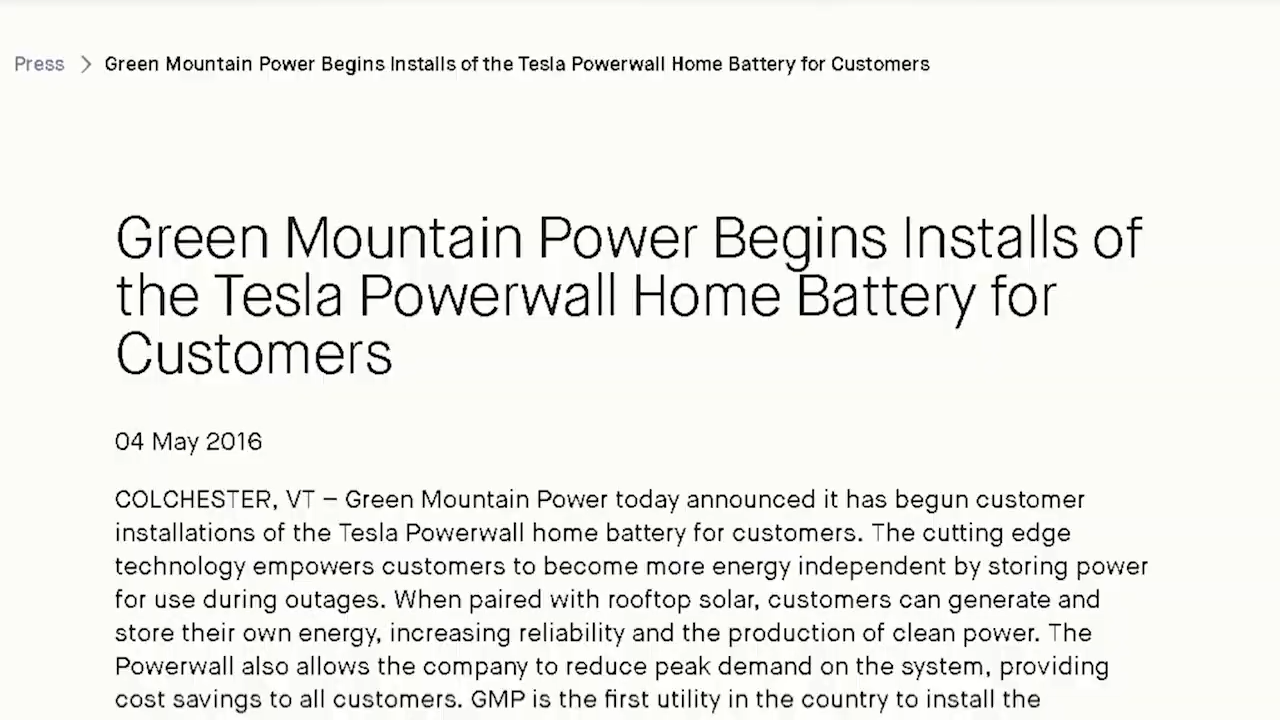 Press > Green Mountain Power Begins Installs of the Tesla Powerwall Home Battery for Customers
Green Mountain Power Begins Installs of
the Tesla Powerwall Home Battery for
Customers
04 May 2016
COLCHESTER, VT – Green Mountain Power today announced it has begun customer
installations of the Tesla Powerwall home battery for customers. The cutting edge
technology empowers customers to become more energy independent by storing power
for use during outages. When paired with rooftop solar, customers can generate and
store their own energy, increasing reliability and the production of clean power. The
Powerwall also allows the company to reduce peak demand on the system, providing
cost savings to all customers. GMP is the first utility in the country to install the